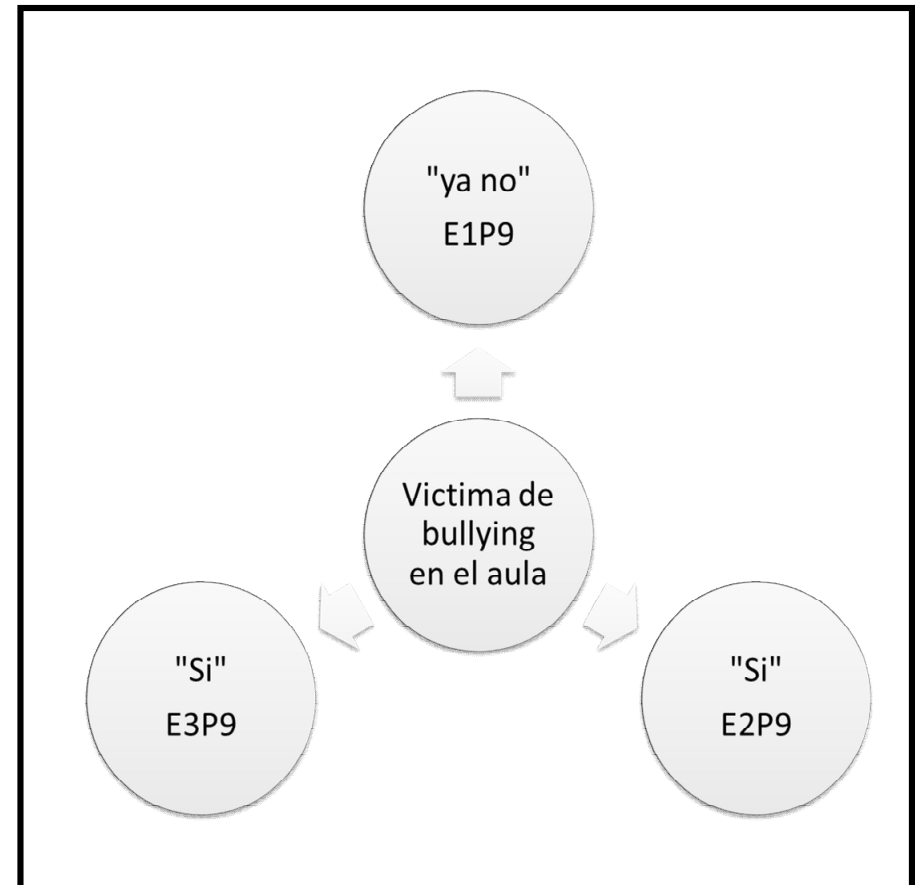 "ya no"
E1P9
Victima de
bullying
en el aula
"Si"
E3P9
"Si"
E2P9